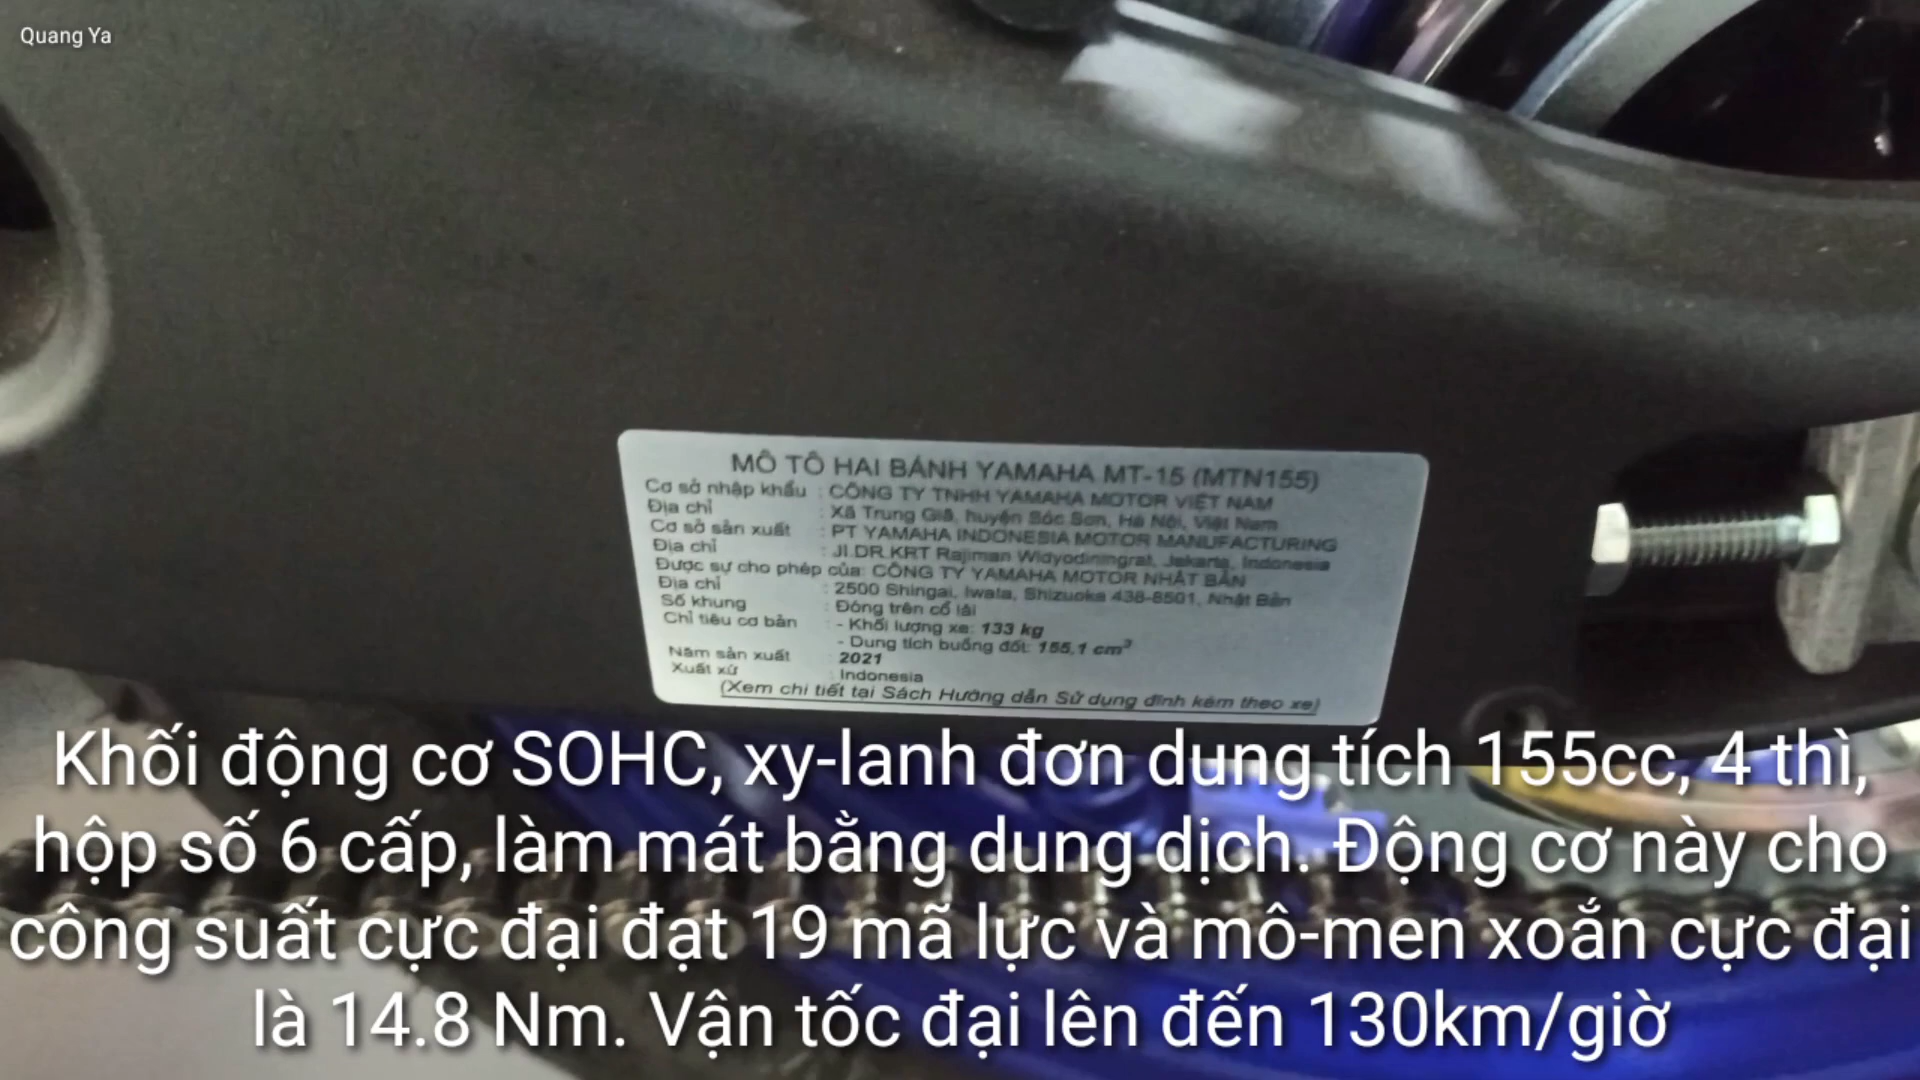 Quang Ya
MÔ TÔ HAI BÁNH YAMAHA MT-15 (MTN155)
Cơ sở nhập khẩu : CÔNG TY TNHH YAMAHA MOTOR VIỆT NAM
Địa chỉ : Xã Trung Giã, huyện Sóc Sơn, Hà Nội, Việt Nam
Cơ sở sản xuất : PT YAMAHA INDONESIA MOTOR MANUFACTURING
Địa chỉ : Jl.DR.KRT Rajiman Widyodiningrat, Jakarta, Indonesia
Được sự cho phép của: CÔNG TY YAMAHA MOTOR NHẬT BẢN
Địa chỉ : 2500 Shingai, Iwata, Shizuoka 438-8501, Nhật Bản
Số khung : Đóng trên cổ lái
Chỉ tiêu cơ bản : - Khối lượng xe: 133 kg
- Dung tích buồng đốt: 155,1 cm³
Năm sản xuất : 2021
Xuất xứ : Indonesia
(Xem chi tiết tại Sách Hướng dẫn Sử dụng đính kèm theo xe)
Khối động cơ SOHC, xy-lanh đơn dung tích 155cc, 4 thì,
hộp số 6 cấp, làm mát bằng dung dịch. Động cơ này cho
công suất cực đại đạt 19 mã lực và mô-men xoắn cực đại
là 14.8 Nm. Vận tốc đại lên đến 130km/giờ